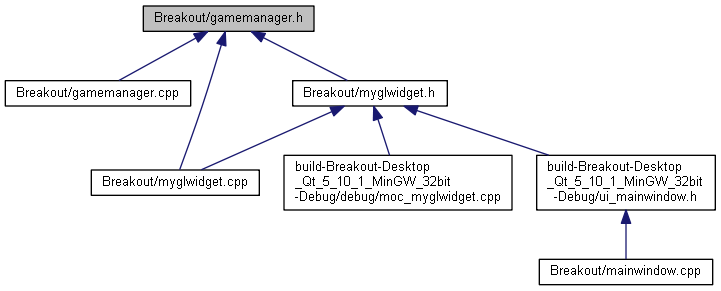 Breakout/gamemanager.h
Breakout/gamemanager.cpp
Breakout/myglwidget.h
Breakout/myglwidget.cpp
build-Breakout-Desktop
_Qt_5_10_1_MinGW_32bit
-Debug/debug/moc_myglwidget.cpp
build-Breakout-Desktop
_Qt_5_10_1_MinGW_32bit
-Debug/ui_mainwindow.h
Breakout/mainwindow.cpp